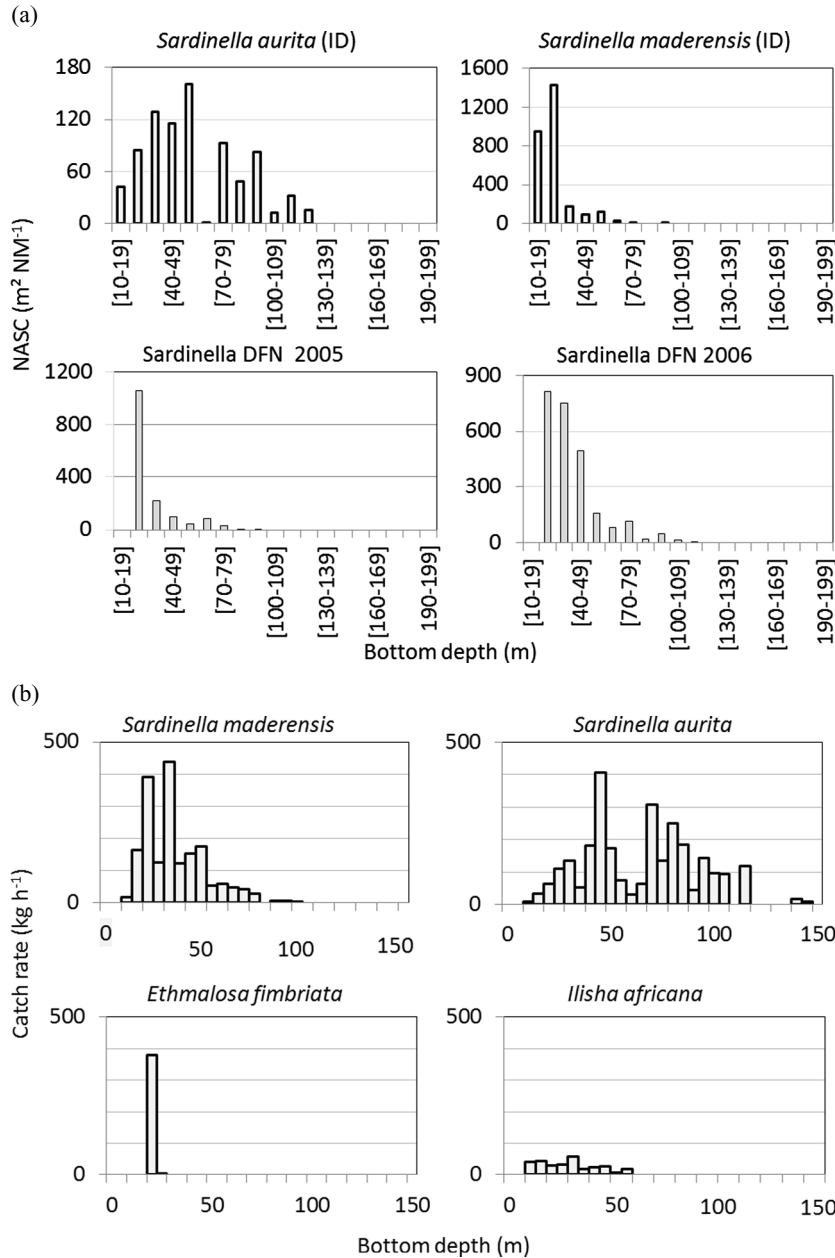 (a)
Sardinella aurita (ID)
Sardinella maderensis (ID)
180
120
60
0
1600
1200
800
400
0
[10-19]
[40-49]
[70-79]
[100-109]
[130-139]
[160-169]
190-199]
[10-19]
[40-49]
[70-79]
[100-109]
[130-139]
[160-169]
190-199]
NASC (m² NM⁻¹)
Sardinella DFN 2005
Sardinella DFN 2006
1200
800
400
0
900
600
300
0
[10-19]
[40-49]
[70-79]
[100-109]
[130-139]
[160-169]
190-199]
[10-19]
[40-49]
[70-79]
[100-109]
[130-139]
[160-169]
190-199]
Bottom depth (m)
(b)
Sardinella maderensis
Sardinella aurita
500
0
500
0
0 50 100 150
0 50 100 150
Catch rate (kg h⁻¹)
Ethmalosa fimbriata
Ilisha africana
500
0
500
0
0 50 100 150
0 50 100 150
Bottom depth (m)